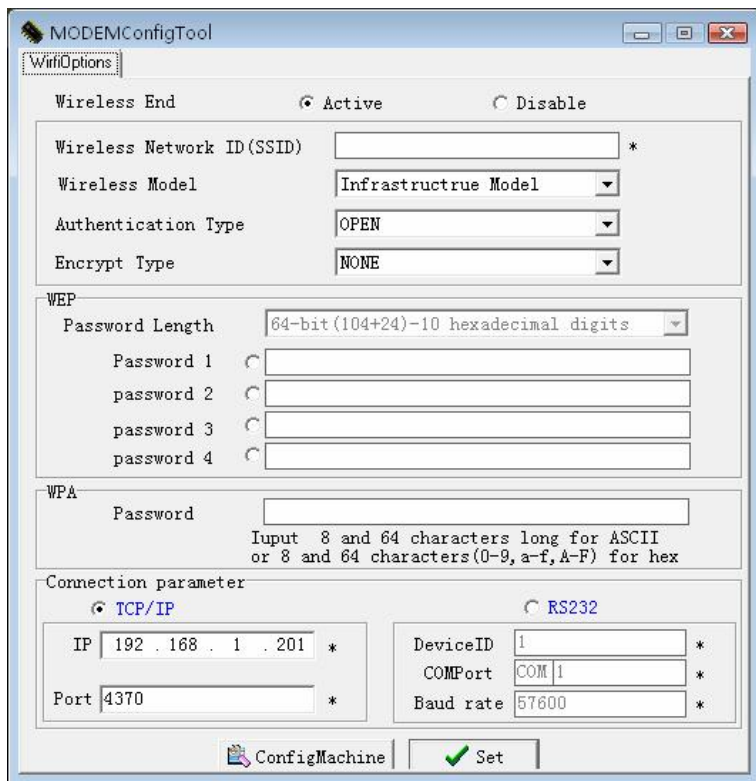 MODEMConfigTool
WirfiOptions
Wireless End Active Disable
Wireless Network ID(SSID) *
Wireless Model Infrastructrue Model
Authentication Type OPEN
Encrypt Type NONE
WEP
Password Length 64-bit(104+24)-10 hexadecimal digits
Password 1
password 2
password 3
password 4
WPA
Password
Iuput 8 and 64 characters long for ASCII
or 8 and 64 characters(0-9,a-f,A-F) for hex
Connection parameter
TCP/IP RS232
IP 192 . 168 . 1 . 201 * DeviceID 1 *
COMPort COM 1 *
Port 4370 * Baud rate 57600 *
ConfigMachine Set